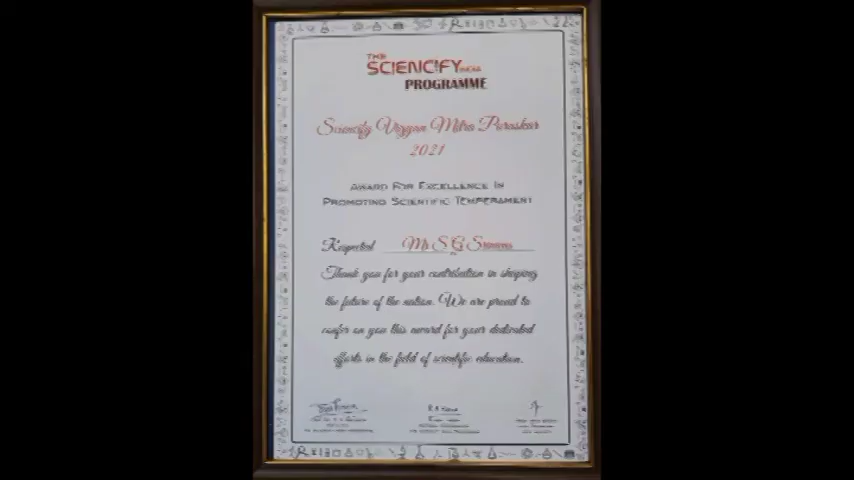 THE
SCIENCIFY INDIA
PROGRAMME
Sciencify Vigyan Mitra Puraskar
2021
AWARD FOR EXCELLENCE IN
PROMOTING SCIENTIFIC TEMPERAMENT
Respected Mr S G
Thank you for your contribution in shaping
the future of the nation. We are proud to
confer on you this award for your dedicated
efforts in the field of scientific education.